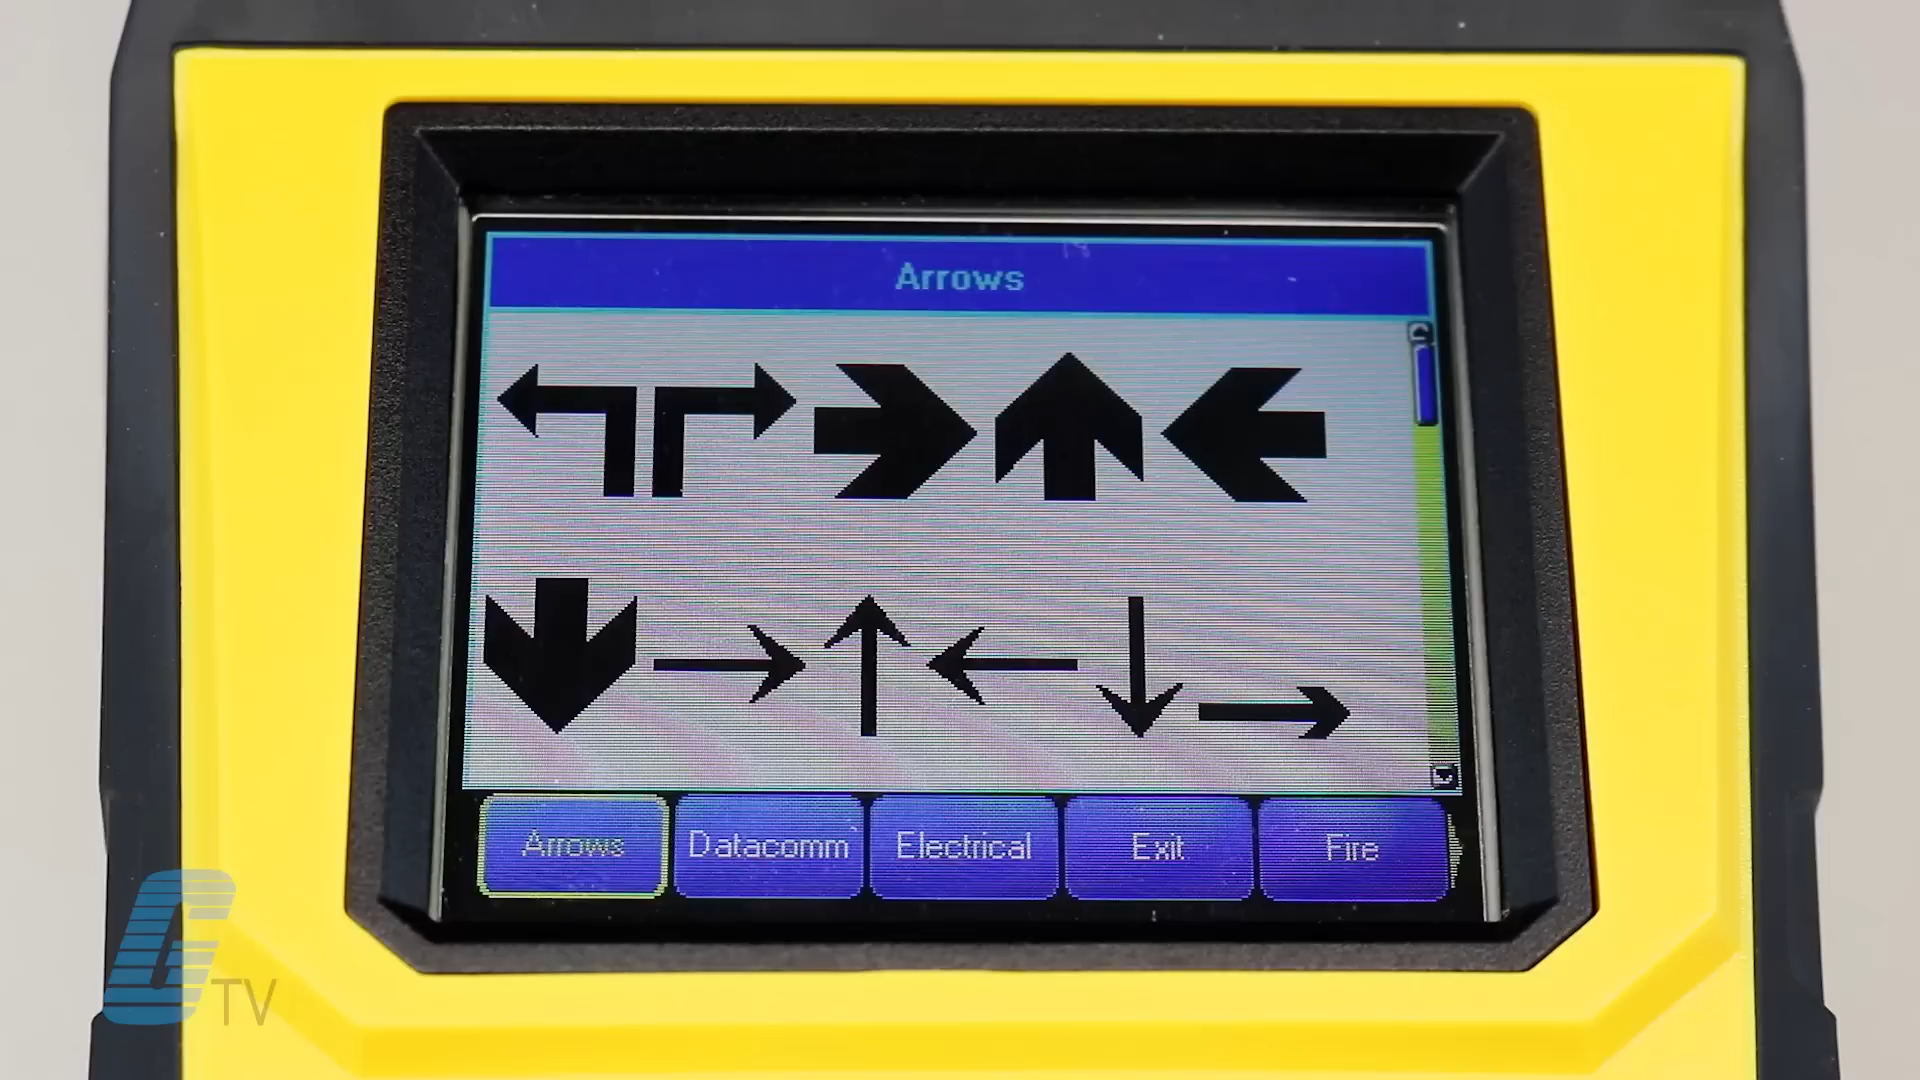 Arrows
Arrows
Datacomm
Electrical
Exit
Fire
G TV